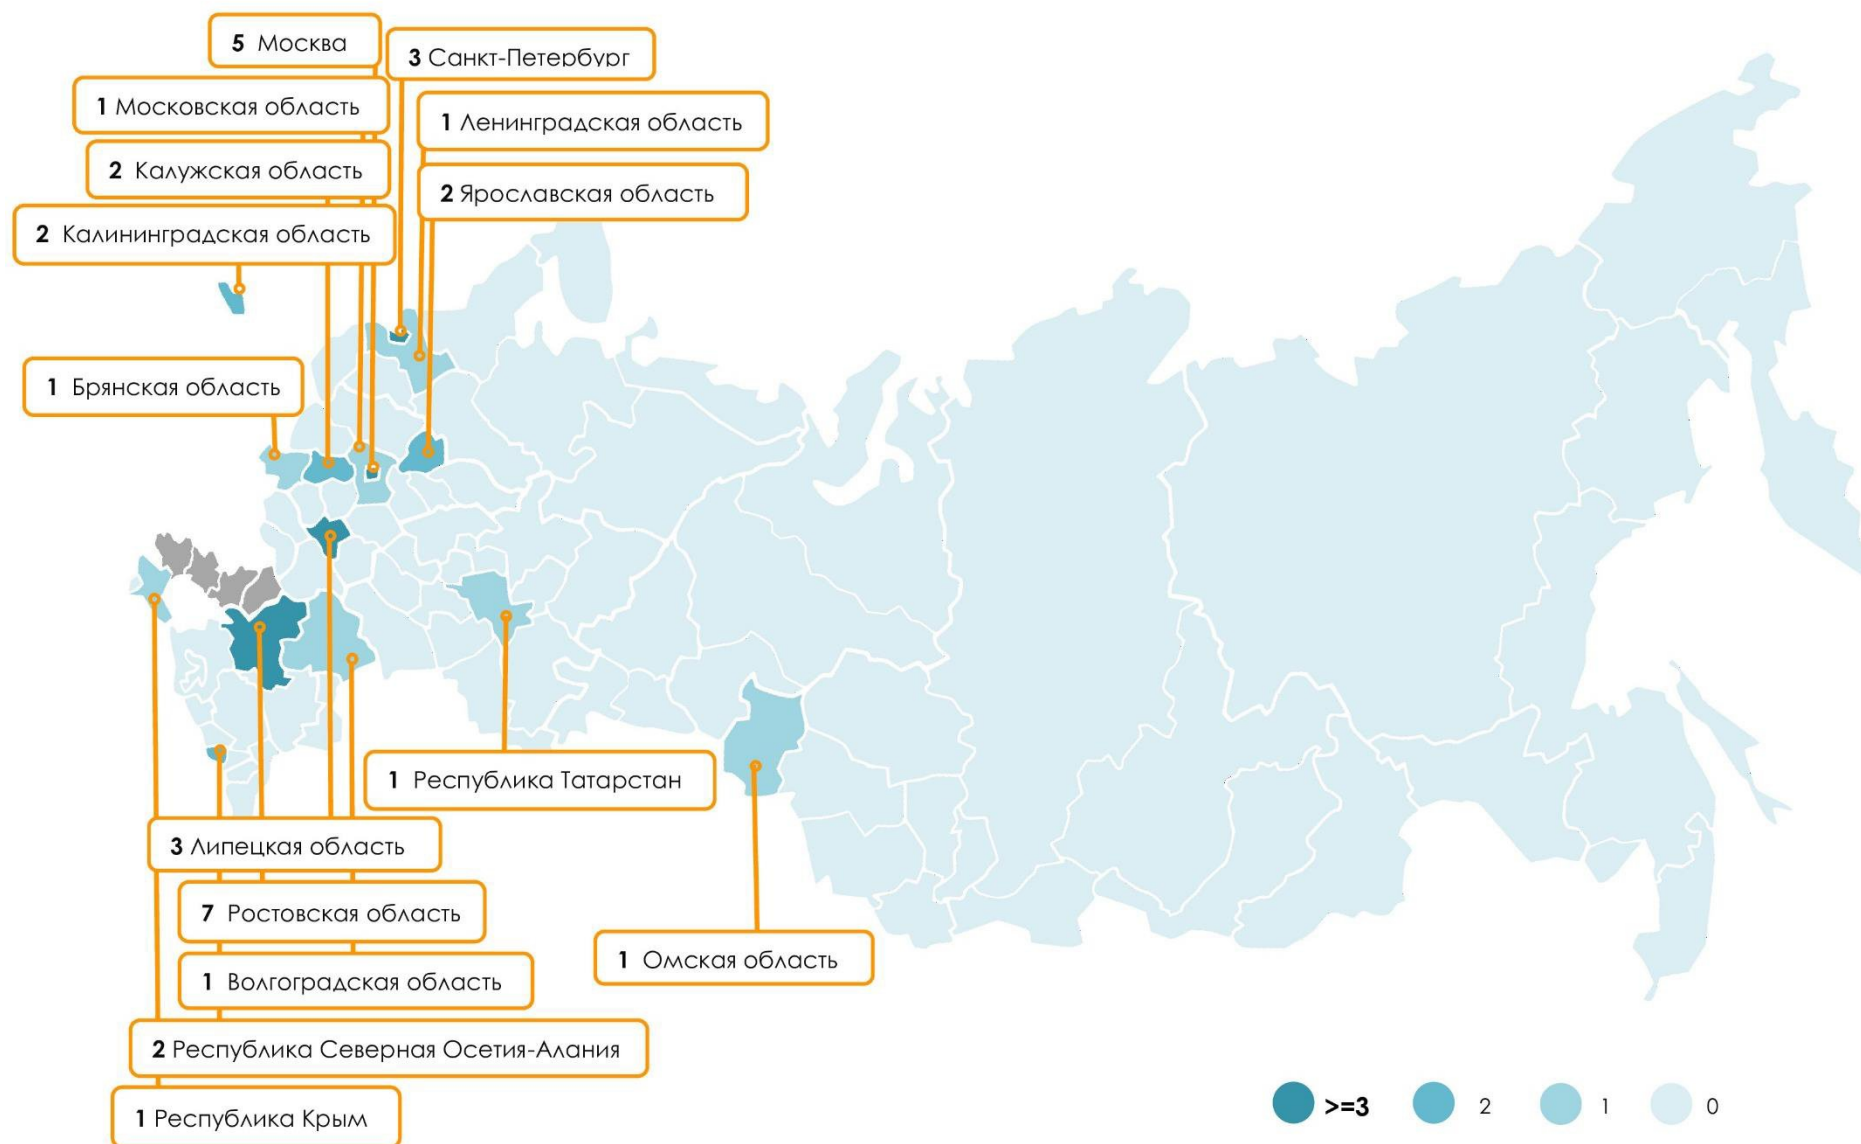 5 Москва
3 Санкт-Петербург
1 Московская область
1 Ленинградская область
2 Калужская область
2 Ярославская область
2 Калининградская область
1 Брянская область
1 Республика Татарстан
3 Липецкая область
7 Ростовская область
1 Омская область
1 Волгоградская область
2 Республика Северная Осетия-Алания
1 Республика Крым
>=3 2 1 0